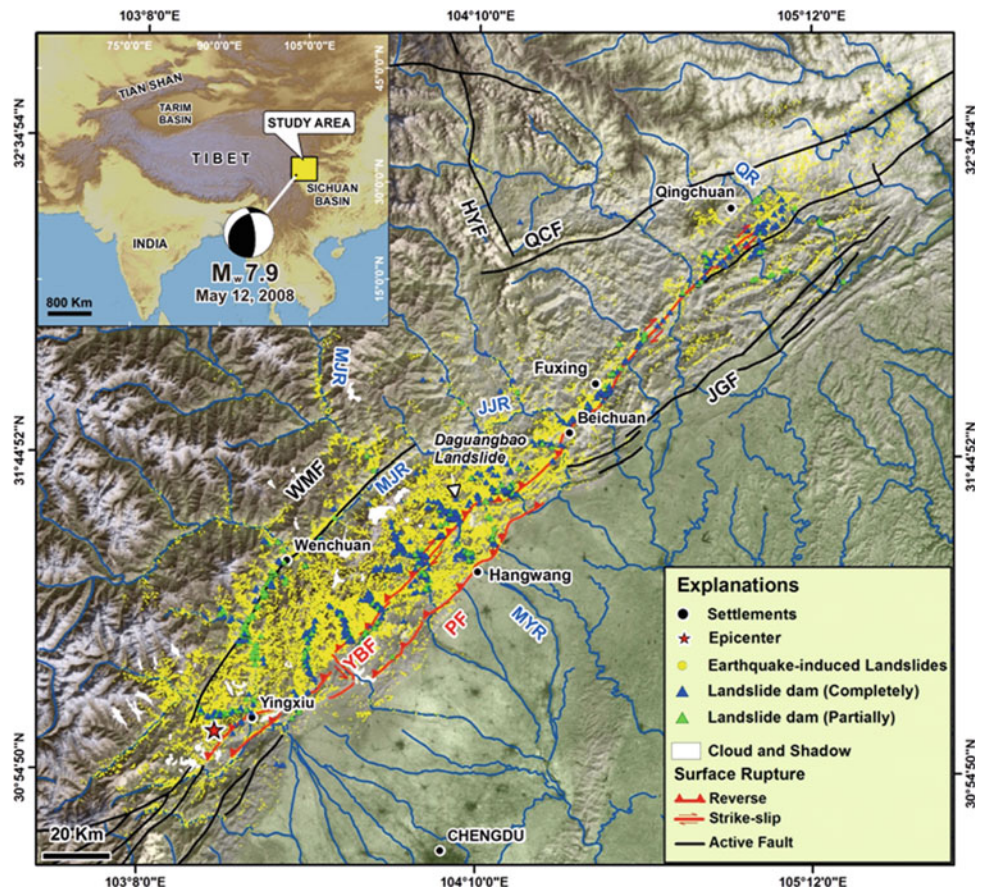 103°8'0"E
104°10'0"E
105°12'0"E
75°0'0"E
90°0'0"E
105°0'0"E
45°0'0"N
30°0'0"N
15°0'0"N
TIAN SHAN
TARIM
BASIN
STUDY AREA
TIBET
SICHUAN
BASIN
INDIA
Mw7.9
May 12, 2008
800 Km
32°34'54"N
32°34'54"N
QR
Qingchuan
HYF
QCF
MJR
Fuxing
JGF
JJR
Beichuan
31°44'52"N
31°44'52"N
Daguangbao
Landslide
WMF
MJR
Wenchuan
Hangwang
MYR
PF
YBF
Yingxiu
30°54'50"N
30°54'50"N
20 Km
CHENGDU
Explanations
Settlements
Epicenter
Earthquake-induced Landslides
Landslide dam (Completely)
Landslide dam (Partially)
Cloud and Shadow
Surface Rupture
Reverse
Strike-slip
Active Fault
103°8'0"E
104°10'0"E
105°12'0"E